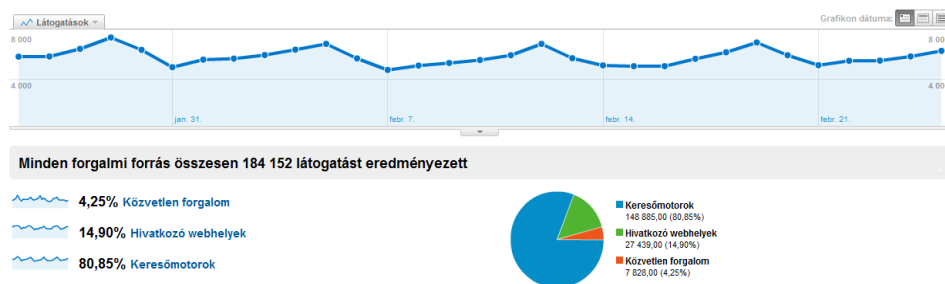 Látogatások
Grafikon dátuma:
8 000
8 00
4 000
4 00
jan. 31.
febr. 7.
febr. 14.
febr. 21.
Minden forgalmi forrás összesen 184 152 látogatást eredményezett
4,25% Közvetlen forgalom
14,90% Hivatkozó webhelyek
80,85% Keresőmotorok
Keresőmotorok
148 885,00 (80,85%)
Hivatkozó webhelyek
27 439,00 (14,90%)
Közvetlen forgalom
7 828,00 (4,25%)